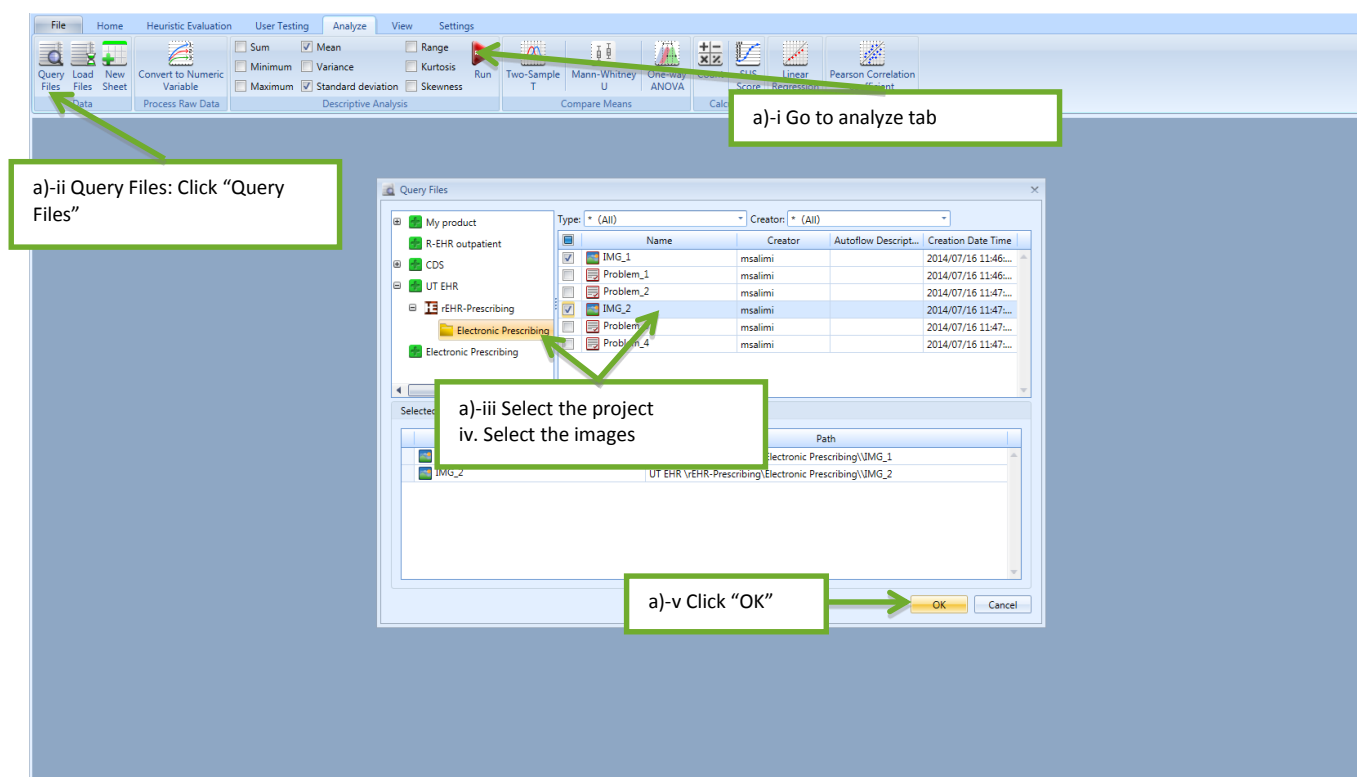 File Home Heuristic Evaluation User Testing Analyze View Settings
Sum Mean Range
Minimum Variance Kurtosis
Maximum Standard deviation Skewness
Query Files
Load Files
New Sheet
Convert to Numeric Variable
Run
Two-Sample T
Mann-Whitney U
One-way ANOVA
Score
Linear Regression
Pearson Correlation
Data Process Raw Data Descriptive Analysis Compare Means
a)-i Go to analyze tab
a)-ii Query Files: Click “Query
Files”
Query Files
My product
R-EHR outpatient
CDS
UT EHR
rEHR-Prescribing
Electronic Prescribing
Electronic Prescribing
Type: * (All) Creator: * (All)
Name Creator Autoflow Descript... Creation Date Time
IMG_1 msalimi 2014/07/16 11:46:...
Problem_1 msalimi 2014/07/16 11:46:...
Problem_2 msalimi 2014/07/16 11:47:...
IMG_2 msalimi 2014/07/16 11:47:...
msalimi 2014/07/16 11:47:...
Problem_4 msalimi 2014/07/16 11:47:...
a)-iii Select the project
iv. Select the images
Selected
Path
Electronic Prescribing\\IMG_1
IMG_2 UT EHR \rEHR-Prescribing\Electronic Prescribing\\IMG_2
a)-v Click “OK”
OK Cancel